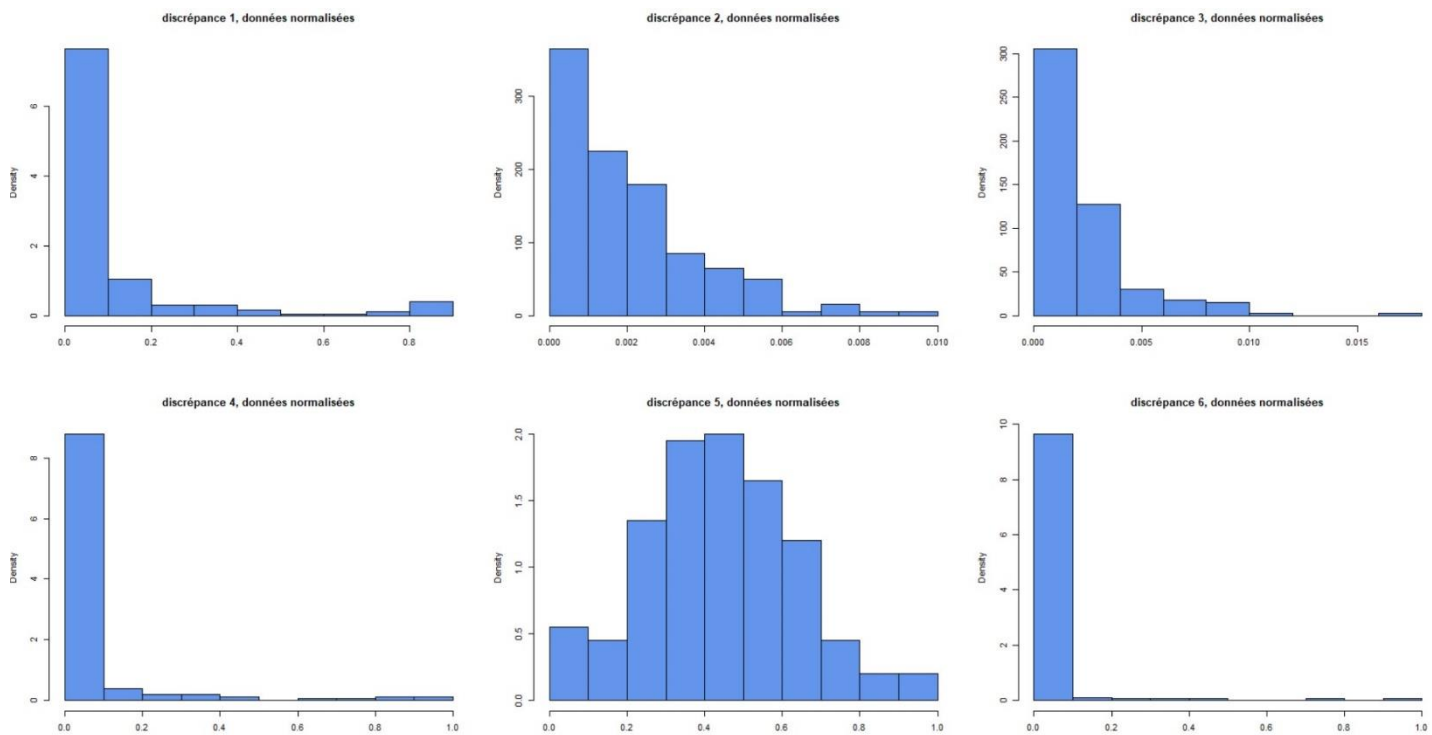 discrépance 1, données normalisées
Density
0 2 4 6
0.0 0.2 0.4 0.6 0.8
discrépance 2, données normalisées
Density
0 100 200 300
0.000 0.002 0.004 0.006 0.008 0.010
discrépance 3, données normalisées
Density
0 50 100 150 200 250 300
0.000 0.005 0.010 0.015
discrépance 4, données normalisées
Density
0 2 4 6 8
0.0 0.2 0.4 0.6 0.8 1.0
discrépance 5, données normalisées
Density
0.0 0.5 1.0 1.5 2.0
0.0 0.2 0.4 0.6 0.8 1.0
discrépance 6, données normalisées
Density
0 2 4 6 8 10
0.0 0.2 0.4 0.6 0.8 1.0